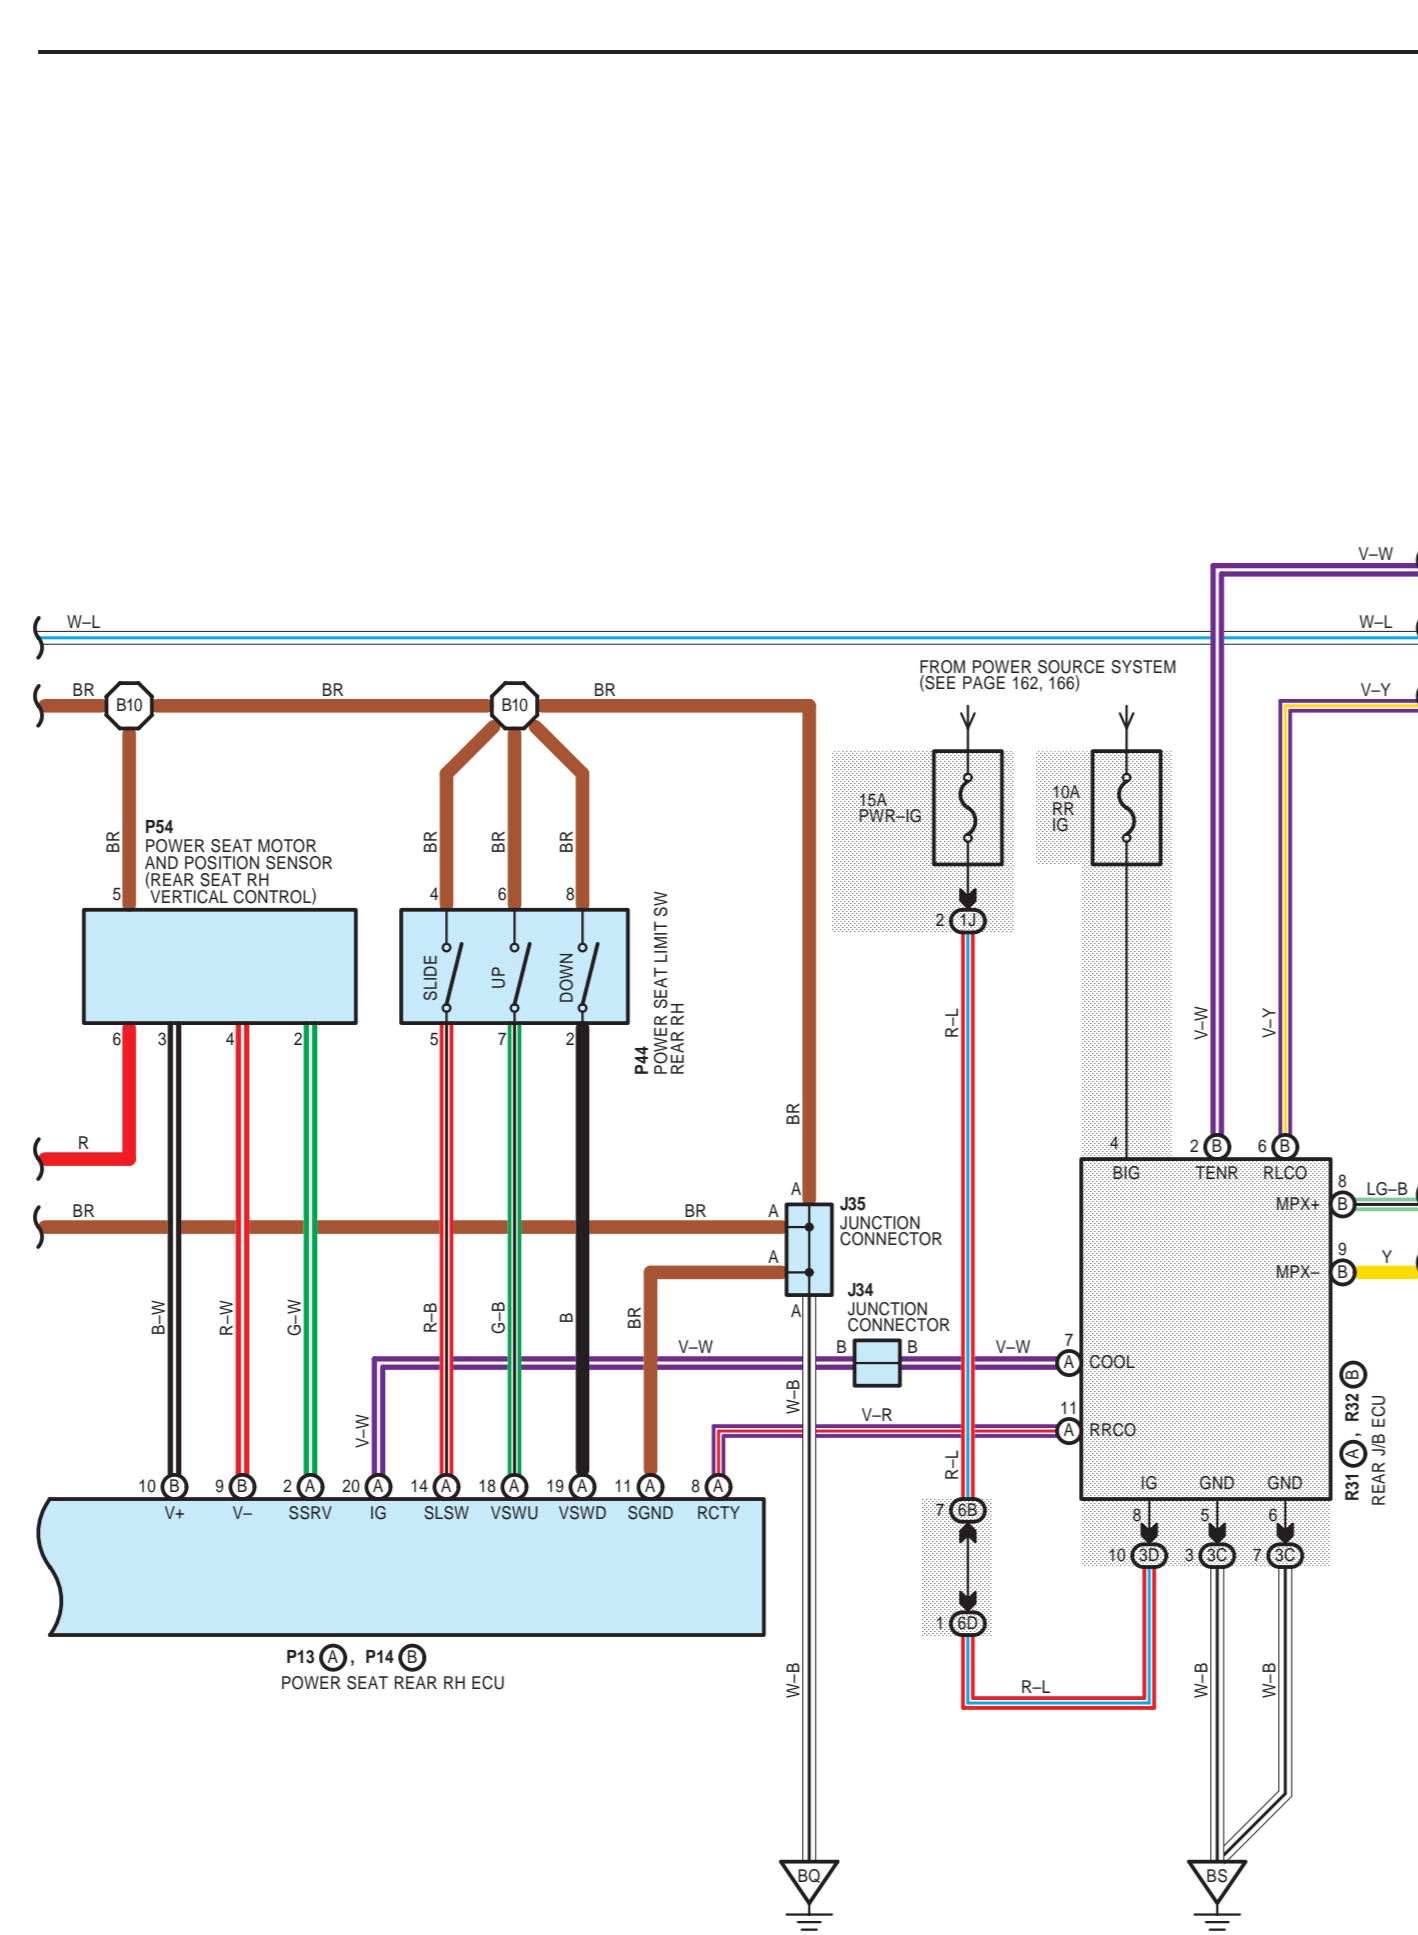 V–W
W–L
W–L
FROM POWER SOURCE SYSTEM
(SEE PAGE 162, 166)
BR
B10
BR
B10
BR
V–Y
15A
PWR–IG
10A
RR
IG
P54
POWER SEAT MOTOR
AND POSITION SENSOR
(REAR SEAT RH
VERTICAL CONTROL)
BR
BR
BR
BR
5
4
6
8
2
1J
SLIDE
UP
DOWN
P44
POWER SEAT LIMIT SW
REAR RH
R–L
V–W
V–Y
6
3
4
2
5
7
2
R
BR
4
2
B
6
B
BIG
TENR
RLCO
8
MPX+
B
LG–B
A
J35
JUNCTION
CONNECTOR
BR
BR
A
A
9
MPX–
B
Y
J34
JUNCTION
CONNECTOR
A
B–W
R–W
G–W
R–B
G–B
B
BR
V–W
B
B
V–W
7
A
COOL
V–W
W–B
V–R
11
A
RRCO
R31 A , R32 B
REAR J/B ECU
R–L
IG
GND
GND
10
B
9
B
2
A
20
A
14
A
18
A
19
A
11
A
8
A
V+
V–
SSRV
IG
SLSW
VSWU
VSWD
SGND
RCTY
7
6B
8
5
6
10
3D
3
3C
7
3C
1
6D
P13 A , P14 B
POWER SEAT REAR RH ECU
W–B
R–L
W–B
W–B
BQ
BS